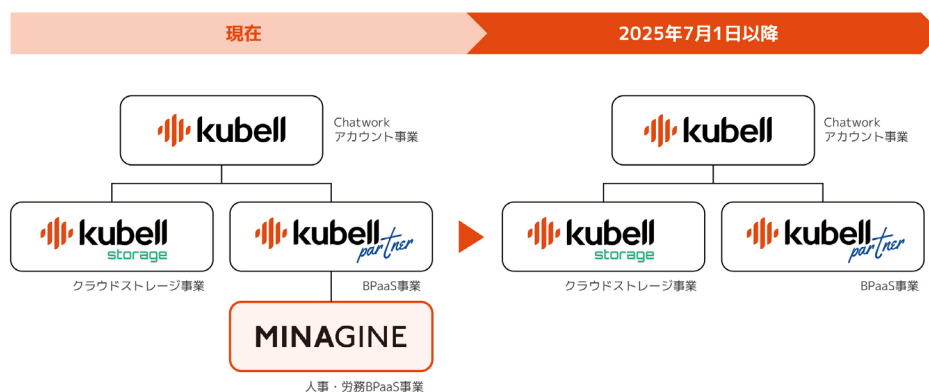 現在
2025年7月1日以降
kubell
Chatwork
アカウント事業
kubell
storage
クラウドストレージ事業
kubell
partner
BPaaS事業
MINAGINE
人事・労務BPaaS事業
kubell
Chatwork
アカウント事業
kubell
storage
クラウドストレージ事業
kubell
partner
BPaaS事業